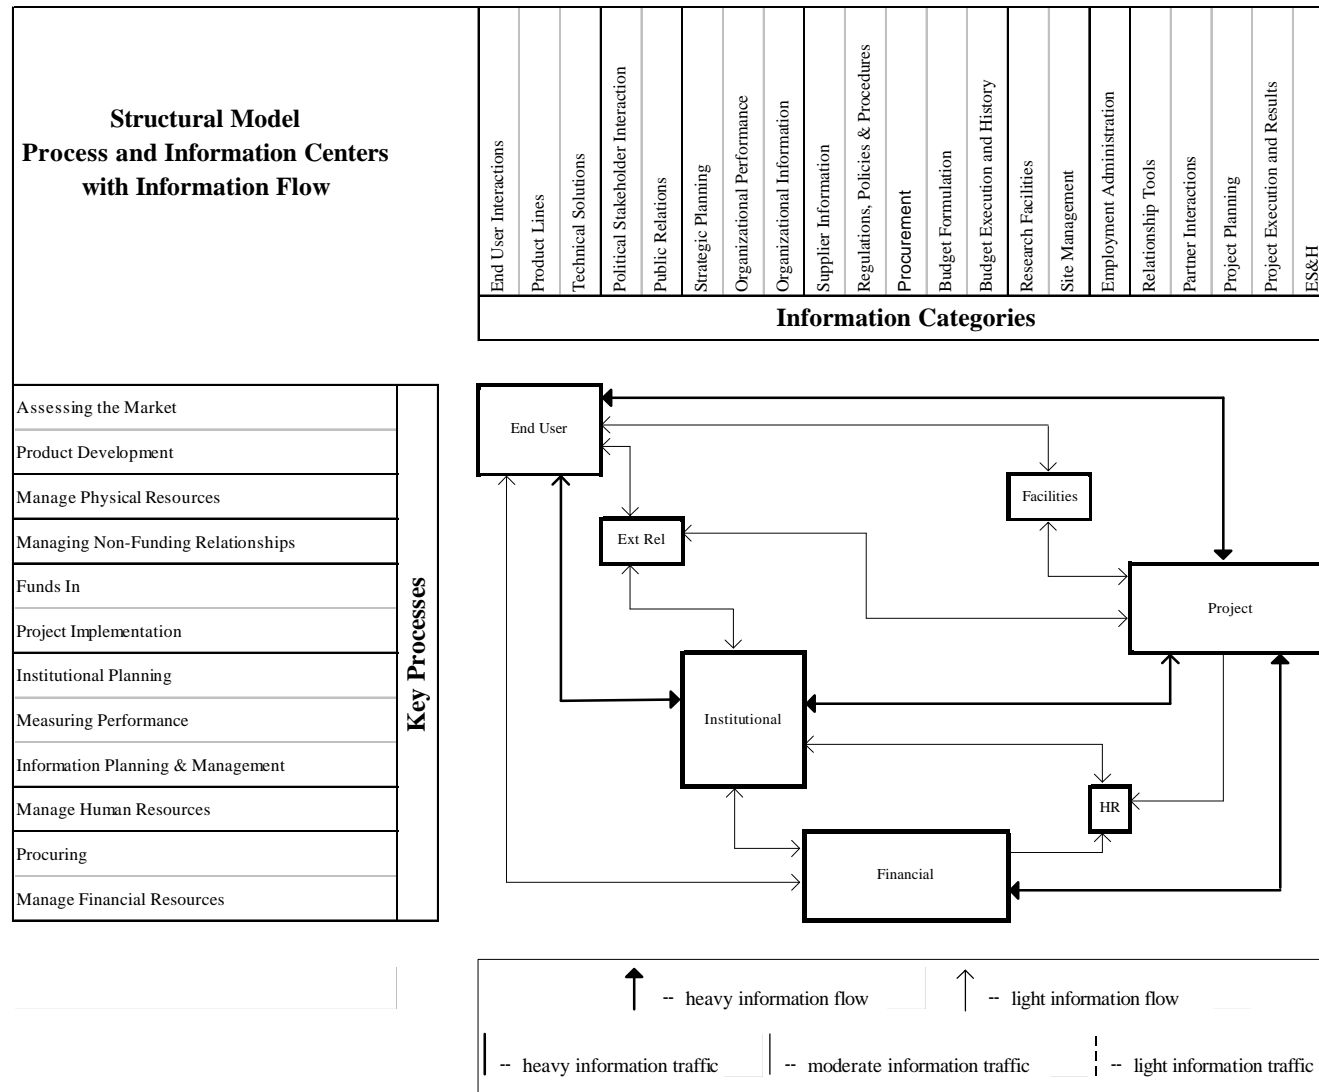 Structural Model
Process and Information Centers
with Information Flow
End User Interactions
Product Lines
Technical Solutions
Political Stakeholder Interaction
Public Relations
Strategic Planning
Organizational Performance
Organizational Information
Supplier Information
Regulations, Policies & Procedures
Procurement
Budget Formulation
Budget Execution and History
Research Facilities
Site Management
Employment Administration
Relationship Tools
Partner Interactions
Project Planning
Project Execution and Results
ES&H
Information Categories
Assessing the Market
Product Development
Manage Physical Resources
Managing Non-Funding Relationships
Funds In
Project Implementation
Institutional Planning
Measuring Performance
Information Planning & Management
Manage Human Resources
Procuring
Manage Financial Resources
Key Processes
End User
Facilities
Ext Rel
Project
Institutional
HR
Financial
-- heavy information flow
-- light information flow
-- heavy information traffic
-- moderate information traffic
-- light information traffic